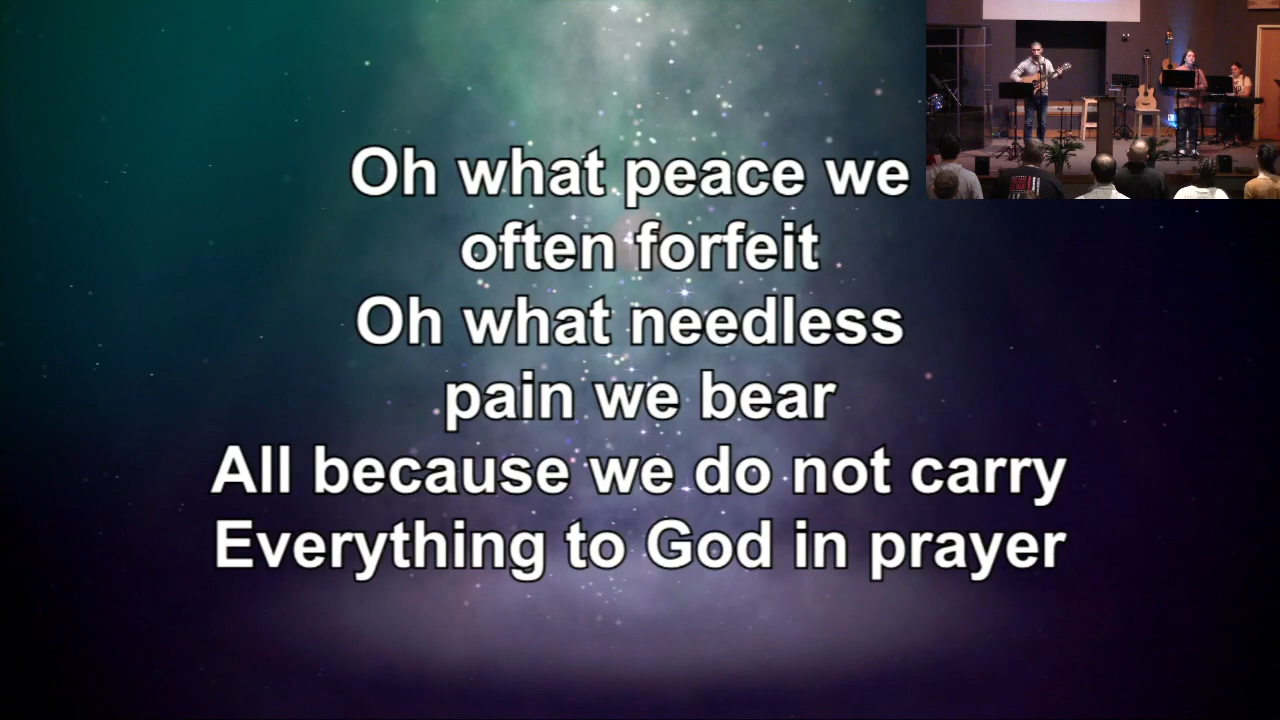 Oh what peace we
often forfeit
Oh what needless
pain we bear
All because we do not carry
Everything to God in prayer